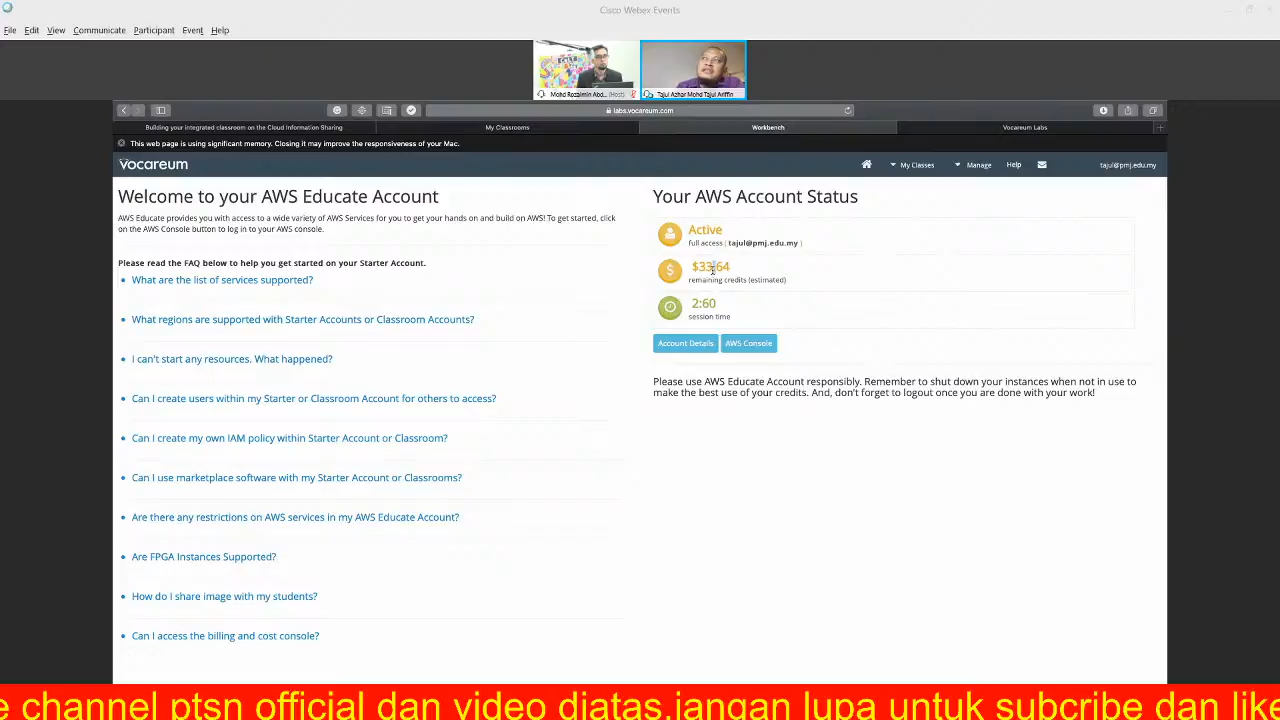 Cisco Webex Events
File Edit View Communicate Participant Event Help
Mohd Rozaimin Abd... (Host)
Tajul Azhar Mohd Tajul Ariffin
labs.vocareum.com
Building your integrated classroom on the Cloud Information Sharing
My Classrooms
Workbench
Vocareum Labs
This web page is using significant memory. Closing it may improve the responsiveness of your Mac.
vocareum
My Classes
Manage
Help
tajul@pmj.edu.my
Welcome to your AWS Educate Account
AWS Educate provides you with access to a wide variety of AWS Services for you to get your hands on and build on AWS! To get started, click
on the AWS Console button to log in to your AWS console.
Please read the FAQ below to help you get started on your Starter Account.
What are the list of services supported?
What regions are supported with Starter Accounts or Classroom Accounts?
I can't start any resources. What happened?
Can I create users within my Starter or Classroom Account for others to access?
Can I create my own IAM policy within Starter Account or Classroom?
Can I use marketplace software with my Starter Account or Classrooms?
Are there any restrictions on AWS services in my AWS Educate Account?
Are FPGA Instances Supported?
How do I share image with my students?
Can I access the billing and cost console?
Your AWS Account Status
Active
full access ( tajul@pmj.edu.my )
$33.64
remaining credits (estimated)
2:60
session time
Account Details
AWS Console
Please use AWS Educate Account responsibly. Remember to shut down your instances when not in use to
make the best use of your credits. And, don't forget to logout once you are done with your work!
e channel ptsn official dan video diatas,jangan lupa untuk subcribe dan like